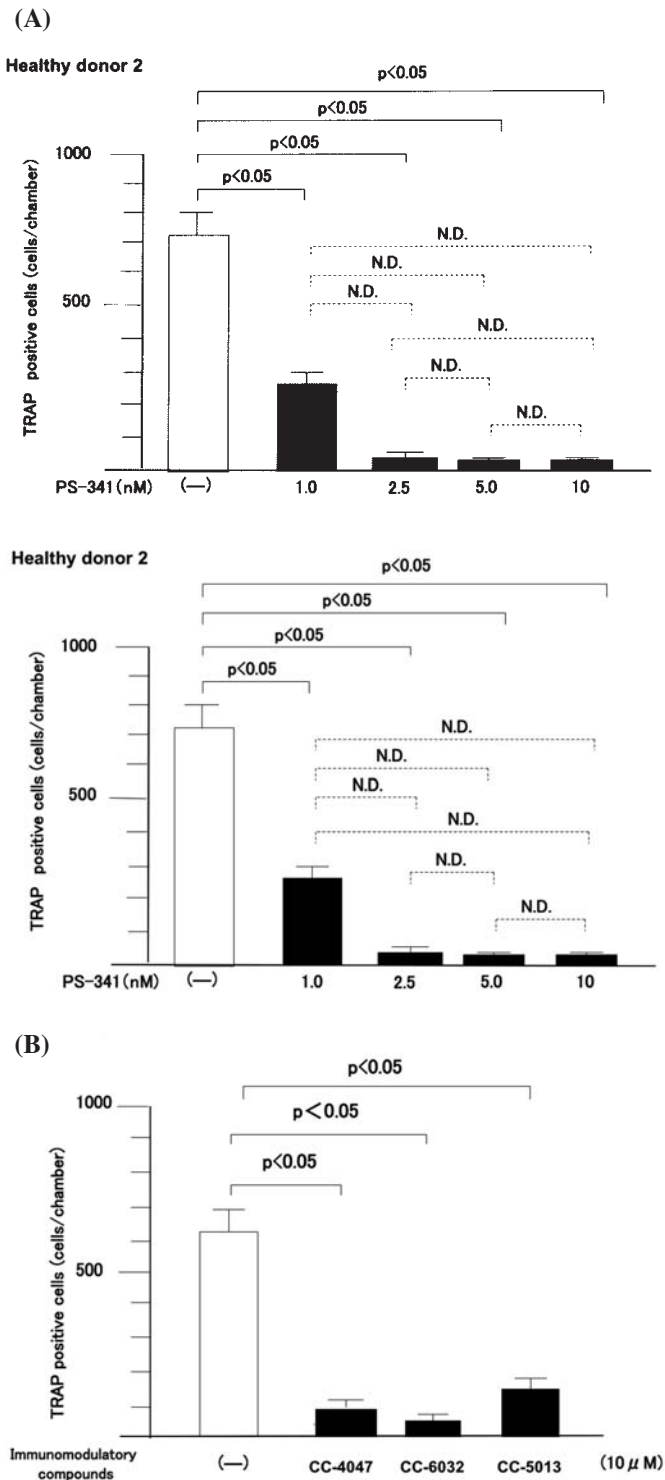 (A)
Healthy donor 2
p<0.05
p<0.05
p<0.05
p<0.05
1000
N.D.
N.D.
N.D.
500
N.D.
N.D.
N.D.
TRAP positive cells (cells/chamber)
PS-341(nM) (—) 1.0 2.5 5.0 10
Healthy donor 2
p<0.05
p<0.05
p<0.05
p<0.05
1000
N.D.
N.D.
N.D.
500
N.D.
N.D.
N.D.
TRAP positive cells (cells/chamber)
PS-341(nM) (—) 1.0 2.5 5.0 10
(B)
p<0.05
1000
p<0.05
p<0.05
500
TRAP positive cells (cells/chamber)
Immunomodulatory
compounds (—) CC-4047 CC-6032 CC-5013 (10μM)